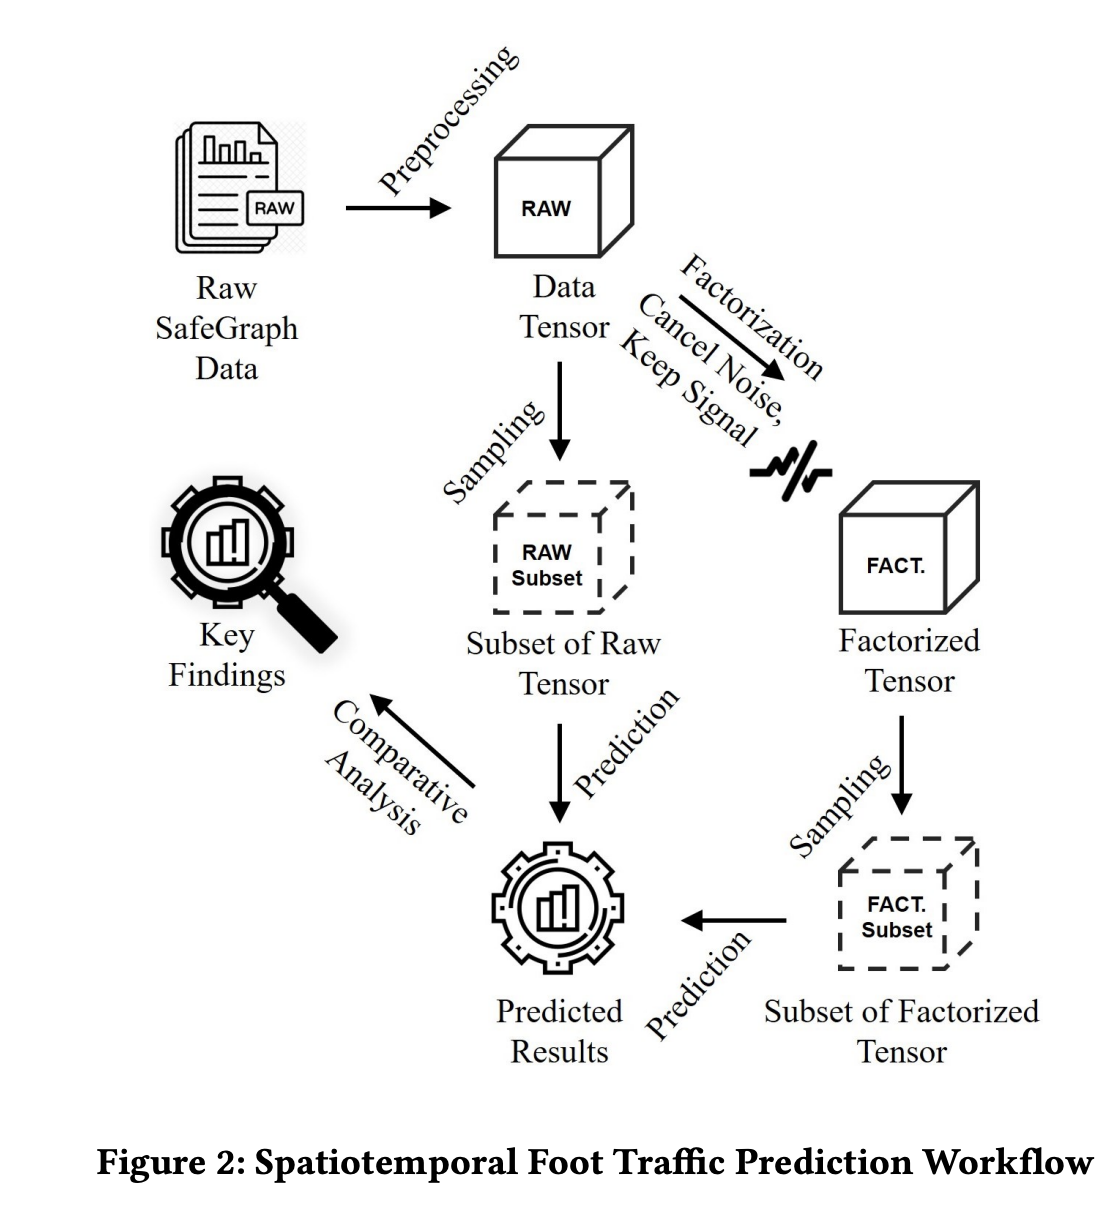 Preprocessing
RAW
Raw
SafeGraph
Data
RAW
Data
Tensor
Factorization
Cancel Noise,
Keep Signal
Sampling
RAW
Subset
Subset of Raw
Tensor
FACT.
Factorized
Tensor
Key
Findings
Comparative
Analysis
Prediction
Sampling
FACT.
Subset
Subset of Factorized
Tensor
Prediction
Predicted
Results
Figure 2: Spatiotemporal Foot Traffic Prediction Workflow